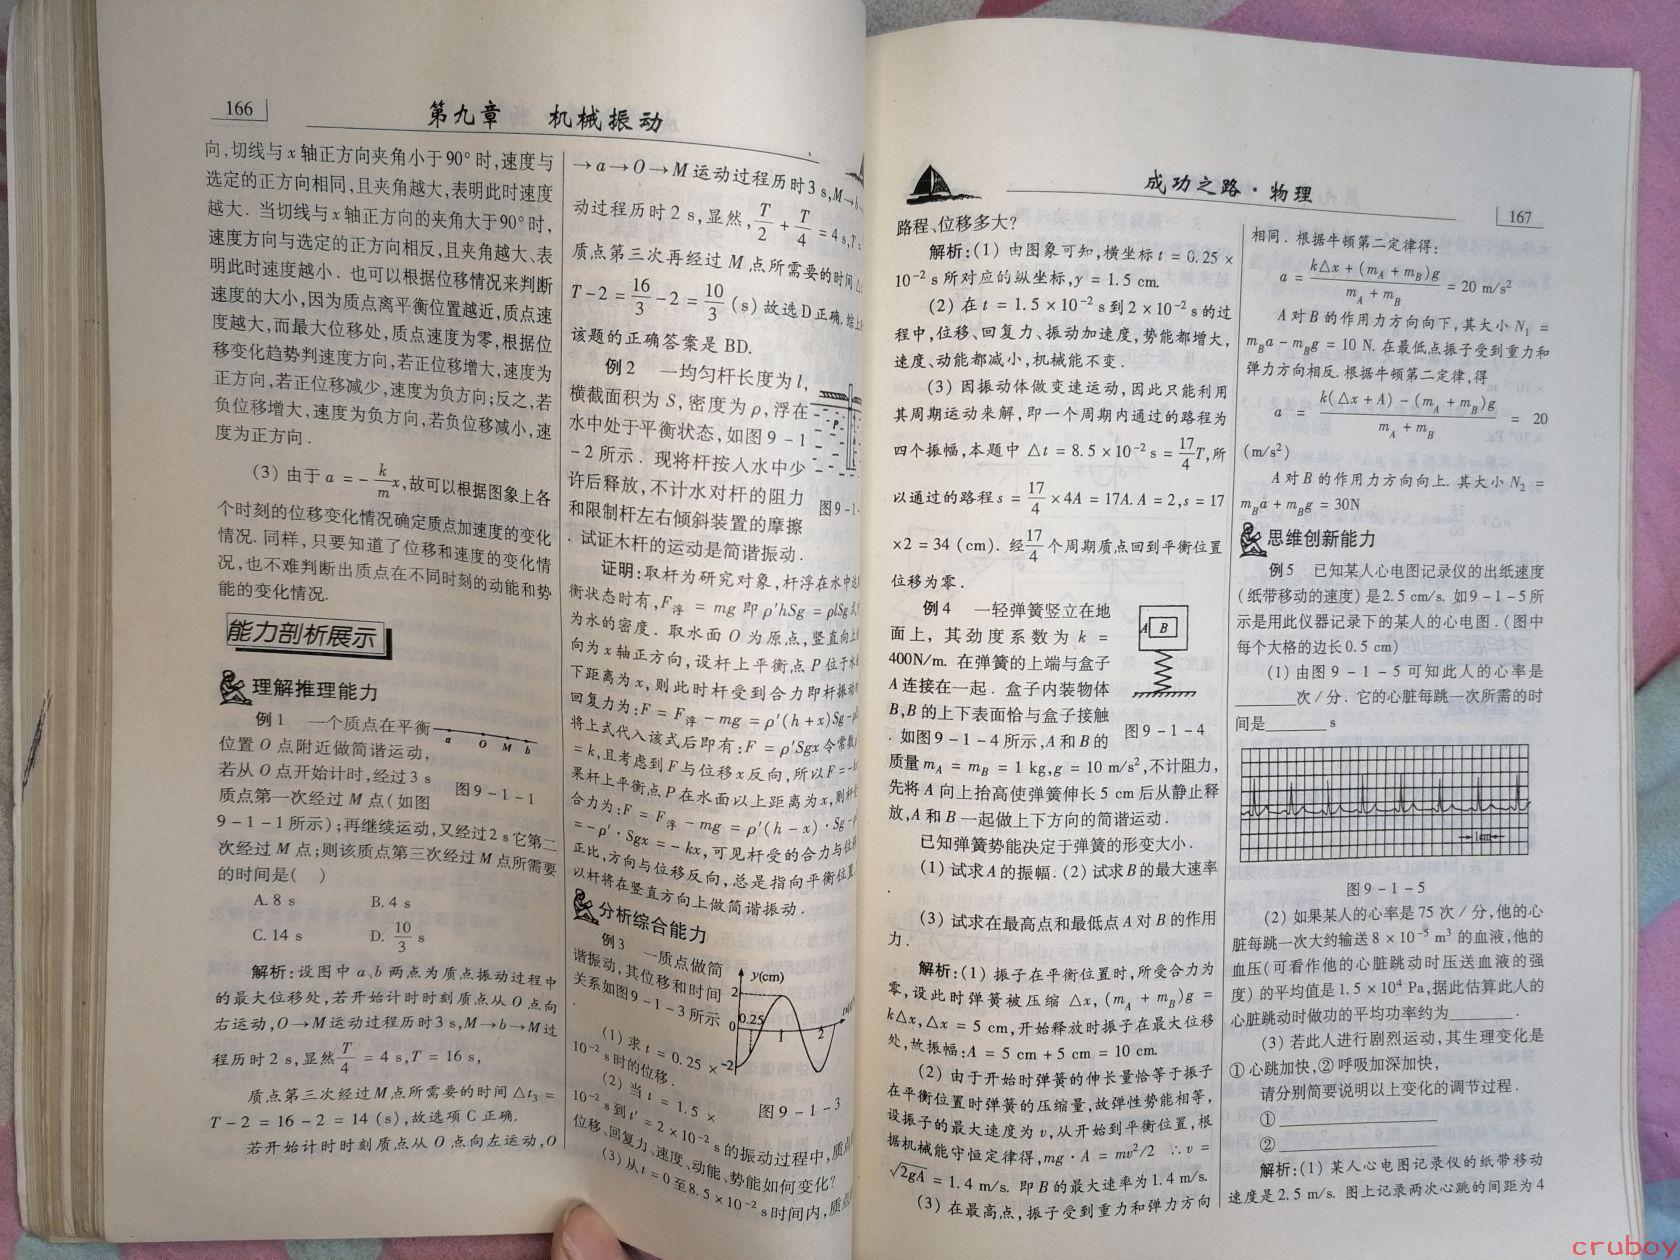 166
第九章 机械振动
向,切线与x轴正方向夹角小于90°时,速度与
选定的正方向相同,且夹角越大,表明此时速度
越大. 当切线与x轴正方向的夹角大于90°时,
速度方向与选定的正方向相反,且夹角越大、表
明此时速度越小. 也可以根据位移情况来判断
速度的大小,因为质点离平衡位置越近,质点速
度越大,而最大位移处,质点速度为零,根据位
移变化趋势判速度方向,若正位移增大,速度为
正方向,若正位移减少,速度为负方向;反之,若
负位移增大,速度为负方向,若负位移减小,速
度为正方向.
(3) 由于 a = - k/m x,故可以根据图象上各
个时刻的位移变化情况确定质点加速度的变化
情况. 同样,只要知道了位移和速度的变化情
况,也不难判断出质点在不同时刻的动能和势
能的变化情况.
能力剖析展示
理解推理能力
例1 一个质点在平衡
位置O点附近做简谐运动,
若从O点开始计时,经过3 s
质点第一次经过M点(如图
9-1-1所示);再继续运动,又经过2 s它第二
次经过M点;则该质点第三次经过M点所需要
的时间是( )
a O M b
图9-1-1
A. 8 s B. 4 s
C. 14 s D. 10/3 s
解析:设图中a、b两点为质点振动过程中
的最大位移处,若开始计时时刻质点从O点向
右运动,O→M运动过程历时3 s,M→b→M过
程历时2 s,显然 T/4 = 4 s,T = 16 s,
质点第三次经过M点所需要的时间 △t₃ =
T-2 = 16-2 = 14 (s),故选项C正确.
若开始计时时刻质点从O点向左运动,O
→a→O→M运动过程历时3 s,M→b→
动过程历时2 s,显然, T/2 + T/4 = 4 s,T=
质点第三次再经过M点所需要的时间
T-2 = 16/3 - 2 = 10/3 (s) 故选D正确. 综上
该题的正确答案是 BD.
例2 一均匀杆长度为l,
横截面积为S,密度为ρ,浮在
水中处于平衡状态,如图9-1
-2所示. 现将杆按入水中少
许后释放,不计水对杆的阻力
和限制杆左右倾斜装置的摩擦
. 试证木杆的运动是简谐振动.
P
图9-1-
证明:取杆为研究对象,杆浮在水中
衡状态时有,F浮 = mg 即 ρ'hSg = ρlSg
为水的密度. 取水面O为原点,竖直向
向为x轴正方向,设杆上平衡点P位于水
下距离为x,则此时杆受到合力即杆振动
回复力为:F = F浮 - mg = ρ'(h+x)Sg-
将上式代入该式后即有:F = ρ'Sgx 令常数
= k,且考虑到F与位移x反向,所以F=
果杆上平衡点P在水面以上距离为x,则
合力为:F = F浮 - mg = ρ'(h-x)·Sg-
= -ρ'·Sgx = -kx,可见杆受的合力与位
正比,方向与位移反向,总是指向平衡位置
以杆将在竖直方向上做简谐振动.
分析综合能力
例3 一质点做简
谐振动,其位移和时间
关系如图9-1-3所示
.
y(cm)
2
0.25
0
1
2
-2
图9-1-3
(1) 求 t = 0.25 ×
10⁻² s时的位移.
(2) 当 t = 1.5 ×
10⁻² s到t' = 2×10⁻² s的振动过程中,质
位移、回复力、速度、动能、势能如何变化?
(3) 从t = 0至8.5×10⁻² s时间内,质点
成功之路·物理
167
路程、位移多大?
解析:(1) 由图象可知,横坐标 t = 0.25 ×
10⁻² s 所对应的纵坐标,y = 1.5 cm.
(2) 在 t = 1.5×10⁻² s到2×10⁻² s的过
程中,位移、回复力、振动加速度,势能都增大,
速度、动能都减小,机械能不变.
(3) 因振动体做变速运动,因此只能利用
其周期运动来解,即一个周期内通过的路程为
四个振幅,本题中 △t = 8.5×10⁻² s = 17/4 T,所
以通过的路程 s = 17/4 ×4A = 17A. A = 2,s = 17
×2 = 34 (cm). 经 17/4 个周期质点回到平衡位置
位移为零.
例4 一轻弹簧竖立在地
面上,其劲度系数为 k =
400N/m. 在弹簧的上端与盒子
A连接在一起. 盒子内装物体
B,B的上下表面恰与盒子接触
. 如图9-1-4所示,A和B的
A B
图9-1-4
质量 mA = mB = 1 kg,g = 10 m/s²,不计阻力,
先将A向上抬高使弹簧伸长5 cm后从静止释
放,A和B一起做上下方向的简谐运动.
已知弹簧势能决定于弹簧的形变大小.
(1) 试求A的振幅. (2) 试求B的最大速率
.
(3) 试求在最高点和最低点A对B的作用
力.
解析:(1) 振子在平衡位置时,所受合力为
零,设此时弹簧被压缩 △x, (mA + mB)g =
k△x,△x = 5 cm,开始释放时振子在最大位移
处,故振幅:A = 5 cm + 5 cm = 10 cm.
(2) 由于开始时弹簧的伸长量恰等于振子
在平衡位置时弹簧的压缩量,故弹性势能相等,
设振子的最大速度为v,从开始到平衡位置,根
据机械能守恒定律得,mg·A = mv²/2 ∴v =
√2gA = 1.4 m/s. 即B的最大速率为1.4 m/s.
(3) 在最高点,振子受到重力和弹力方向
相同. 根据牛顿第二定律得:
a = (k△x + (mA + mB)g)/(mA + mB) = 20 m/s²
A对B的作用力方向向下,其大小 N₁ =
mBa - mBg = 10 N. 在最低点振子受到重力和
弹力方向相反. 根据牛顿第二定律,得
a = (k(△x + A) - (mA + mB)g)/(mA + mB) = 20
(m/s²)
A对B的作用力方向向上. 其大小 N₂ =
mBa + mBg = 30N
思维创新能力
例5 已知某人心电图记录仪的出纸速度
(纸带移动的速度)是2.5 cm/s. 如9-1-5所
示是用此仪器记录下的某人的心电图. (图中
每个大格的边长0.5 cm)
(1) 由图9-1-5可知此人的心率是
______次/分. 它的心脏每跳一次所需的时
间是______s
1cm
图9-1-5
(2) 如果某人的心率是75次/分,他的心
脏每跳一次大约输送 8×10⁻⁵ m³ 的血液,他的
血压(可看作他的心脏跳动时压送血液的强
度)的平均值是1.5×10⁴ Pa,据此估算此人的
心脏跳动时做功的平均功率约为______.
(3) 若此人进行剧烈运动,其生理变化是
①心跳加快,②呼吸加深加快,
请分别简要说明以上变化的调节过程.
①______
②______
解析:(1) 某人心电图记录仪的纸带移动
速度是2.5 m/s. 图上记录两次心跳的间距为4
cruboy